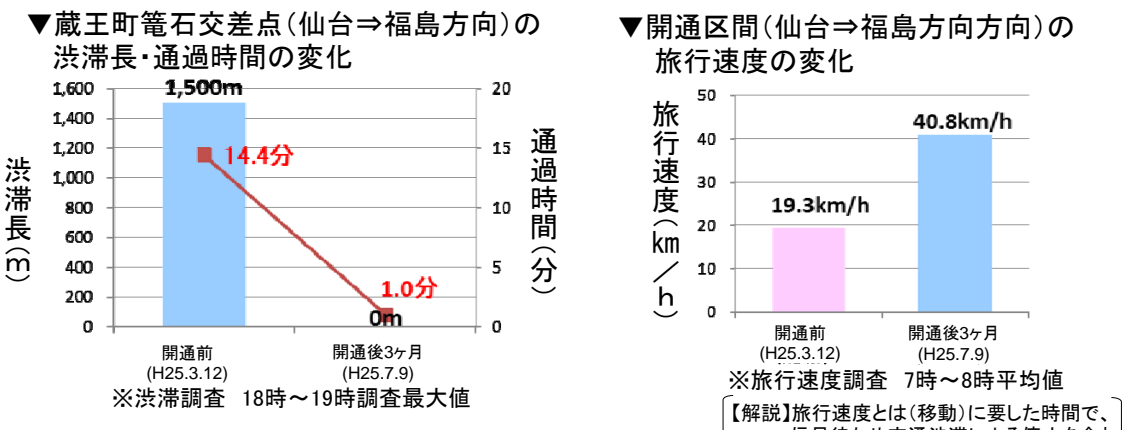 ▼蔵王町篭石交差点(仙台⇒福島方向)の
渋滞長・通過時間の変化
渋滞長(m)
1,600
1,400
1,200
1,000
800
600
400
200
0
1,500m
14.4分
1.0分
0m
20
15
10
5
0
通過時間(分)
開通前
(H25.3.12)
開通後3ヶ月
(H25.7.9)
※渋滞調査 18時～19時調査最大値
▼開通区間(仙台⇒福島方向方向)の
旅行速度の変化
旅行速度(km/h)
50
40
30
20
10
0
19.3km/h
40.8km/h
開通前
(H25.3.12)
開通後3ヶ月
(H25.7.9)
※旅行速度調査 7時～8時平均値
【解説】旅行速度とは(移動)に要した時間で、